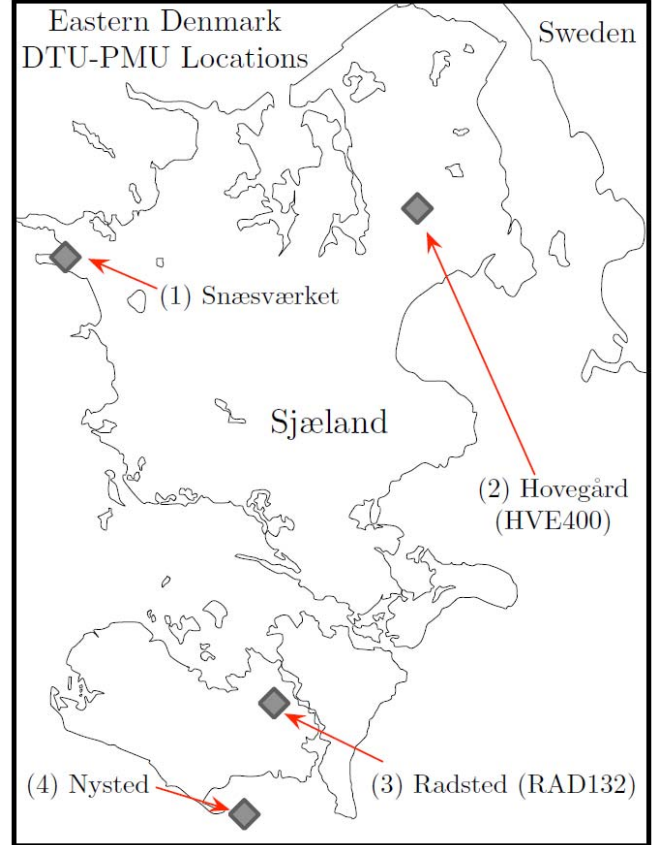 Eastern Denmark
DTU-PMU Locations
Sweden
(1) Snæsværket
Sjæland
(2) Hovegård
(HVE400)
(4) Nysted
(3) Radsted (RAD132)